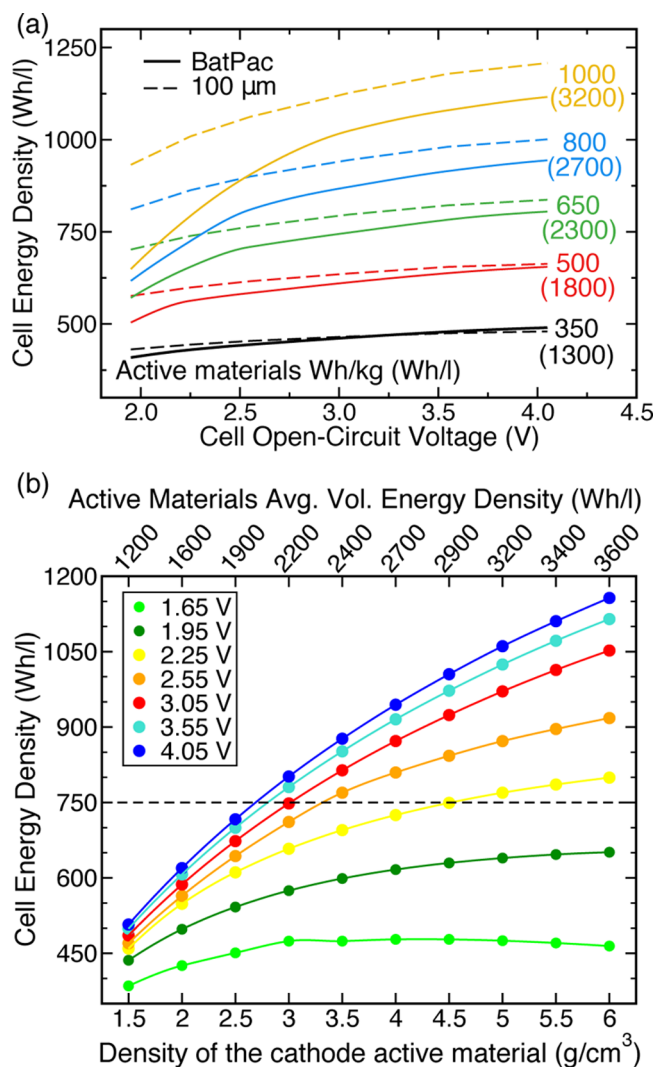 (a)
1250
1000
750
500
Cell Energy Density (Wh/l)
BatPac
100 μm
1000
(3200)
800
(2700)
650
(2300)
500
(1800)
350
(1300)
Active materials Wh/kg (Wh/l)
2.0 2.5 3.0 3.5 4.0 4.5
Cell Open-Circuit Voltage (V)
(b)
Active Materials Avg. Vol. Energy Density (Wh/l)
1200 1600 1900 2200 2400 2700 2900 3200 3400 3600
1200
1050
900
750
600
450
Cell Energy Density (Wh/l)
1.65 V
1.95 V
2.25 V
2.55 V
3.05 V
3.55 V
4.05 V
1.5 2 2.5 3 3.5 4 4.5 5 5.5 6
Density of the cathode active material (g/cm³)